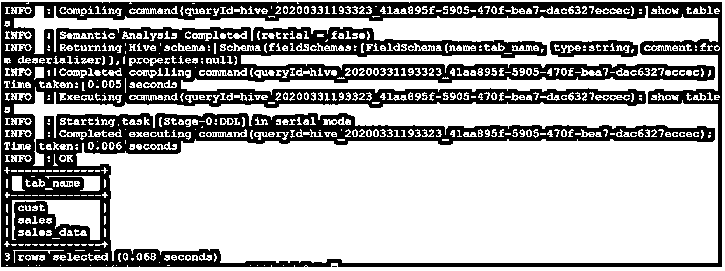 INFO  : Compiling command(queryId=hive_20200331193323_41aa895f-5905-470f-bea7-dac6327eccec): show table
s
INFO  : Semantic Analysis Completed (retrial = false)
INFO  : Returning Hive schema: Schema(fieldSchemas:[FieldSchema(name:tab_name, type:string, comment:fro
m deserializer)], properties:null)
INFO  : Completed compiling command(queryId=hive_20200331193323_41aa895f-5905-470f-bea7-dac6327eccec);
Time taken: 0.005 seconds
INFO  : Executing command(queryId=hive_20200331193323_41aa895f-5905-470f-bea7-dac6327eccec): show table
s
INFO  : Starting task [Stage-0:DDL] in serial mode
INFO  : Completed executing command(queryId=hive_20200331193323_41aa895f-5905-470f-bea7-dac6327eccec);
Time taken: 0.006 seconds
INFO  : OK
+-------------+
|  tab_name   |
+-------------+
| cust        |
| sales       |
| sales_data  |
+-------------+
3 rows selected (0.068 seconds)